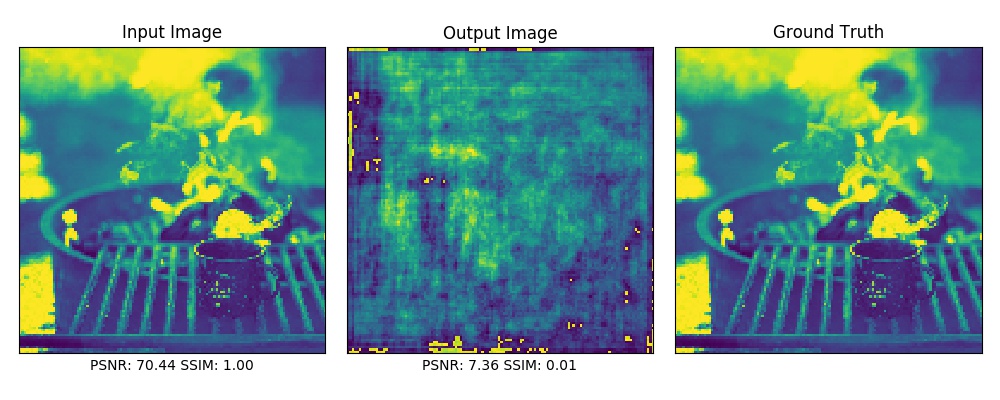 Input Image
Output Image
Ground Truth
PSNR: 70.44 SSIM: 1.00
PSNR: 7.36 SSIM: 0.01